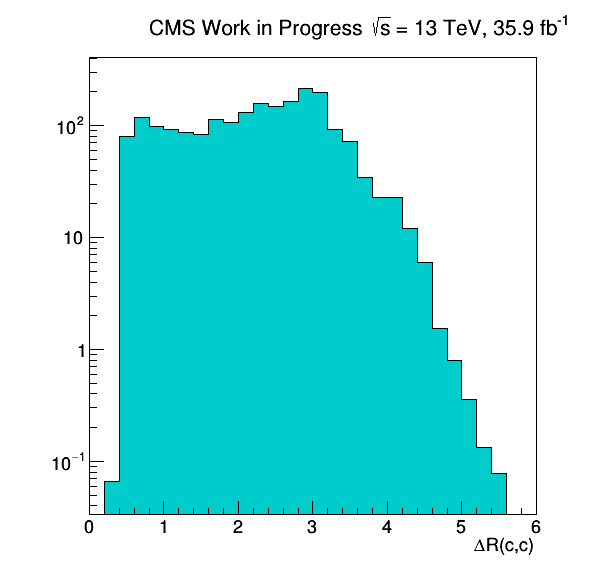 CMS Work in Progress √s = 13 TeV, 35.9 fb⁻¹
10²
10
1
10⁻¹
0 1 2 3 4 5 6
ΔR(c,c)